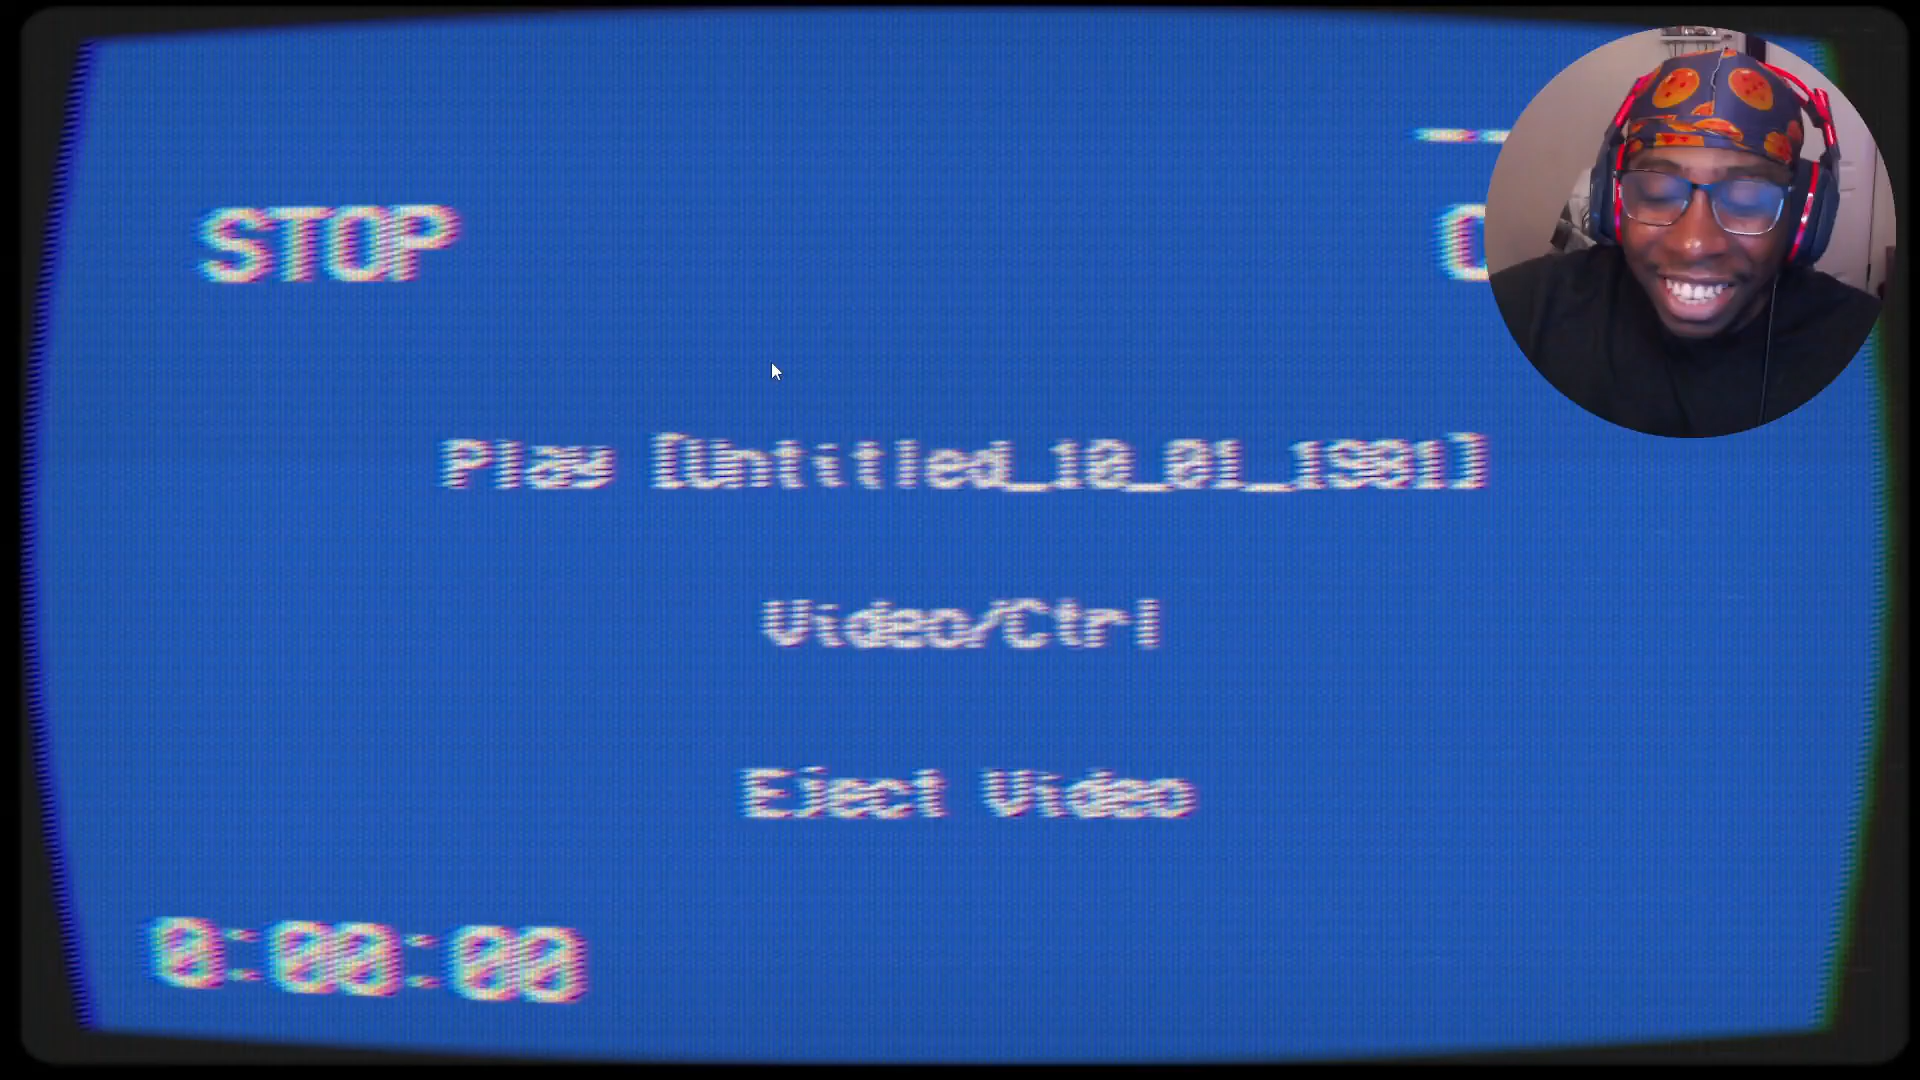 STOP
Play [Untitled_10_01_1981]
Video/Ctrl
Eject Video
0:00:00